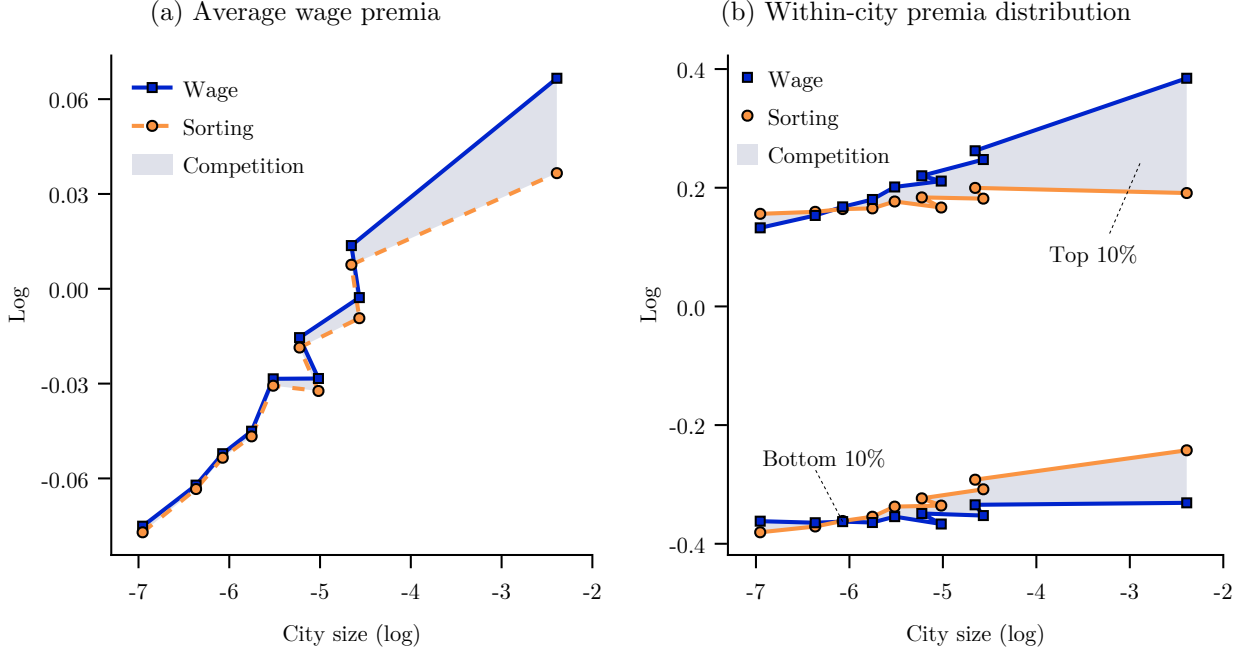 (a) Average wage premia
Wage
Sorting
Competition
0.06
0.03
0.00
-0.03
-0.06
Log
-7
-6
-5
-4
-3
-2
City size (log)
(b) Within-city premia distribution
Wage
Sorting
Competition
Top 10%
Bottom 10%
0.4
0.2
0.0
-0.2
-0.4
Log
-7
-6
-5
-4
-3
-2
City size (log)